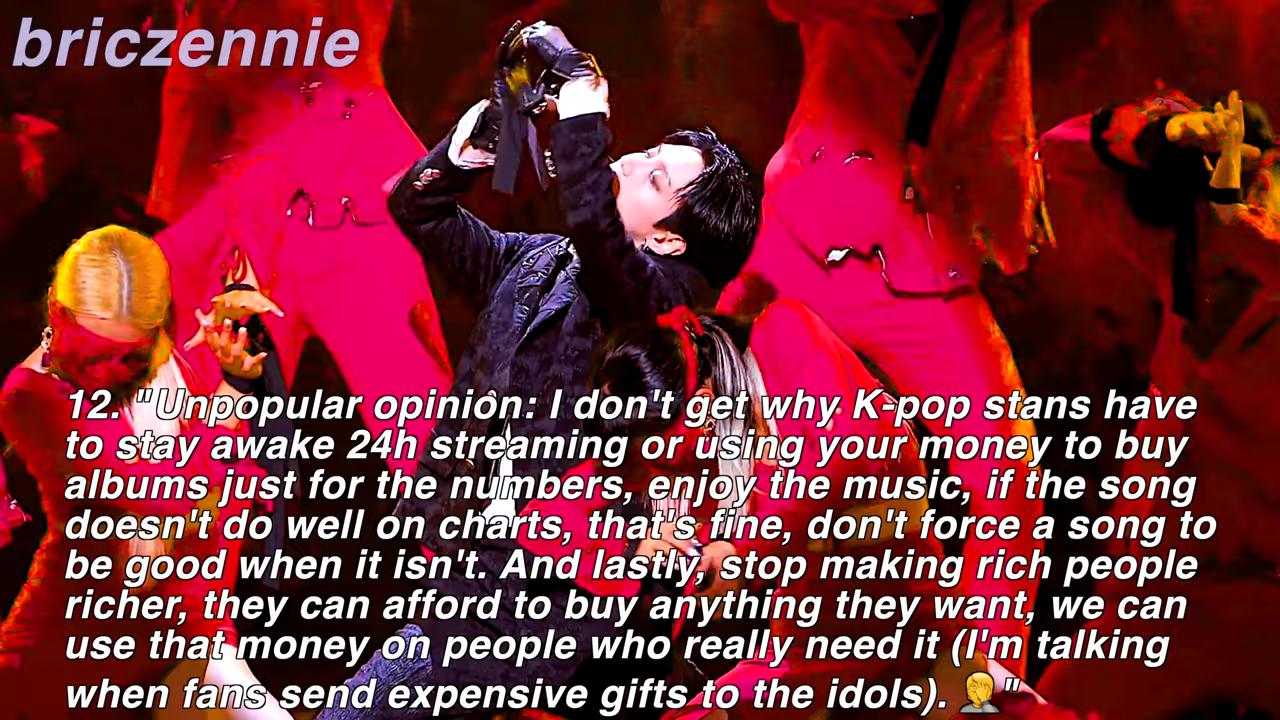 briczennie
12. "Unpopular opinion: I don't get why K-pop stans have
to stay awake 24h streaming or using your money to buy
albums just for the numbers, enjoy the music, if the song
doesn't do well on charts, that's fine, don't force a song to
be good when it isn't. And lastly, stop making rich people
richer, they can afford to buy anything they want, we can
use that money on people who really need it (I'm talking
when fans send expensive gifts to the idols). 🤦"